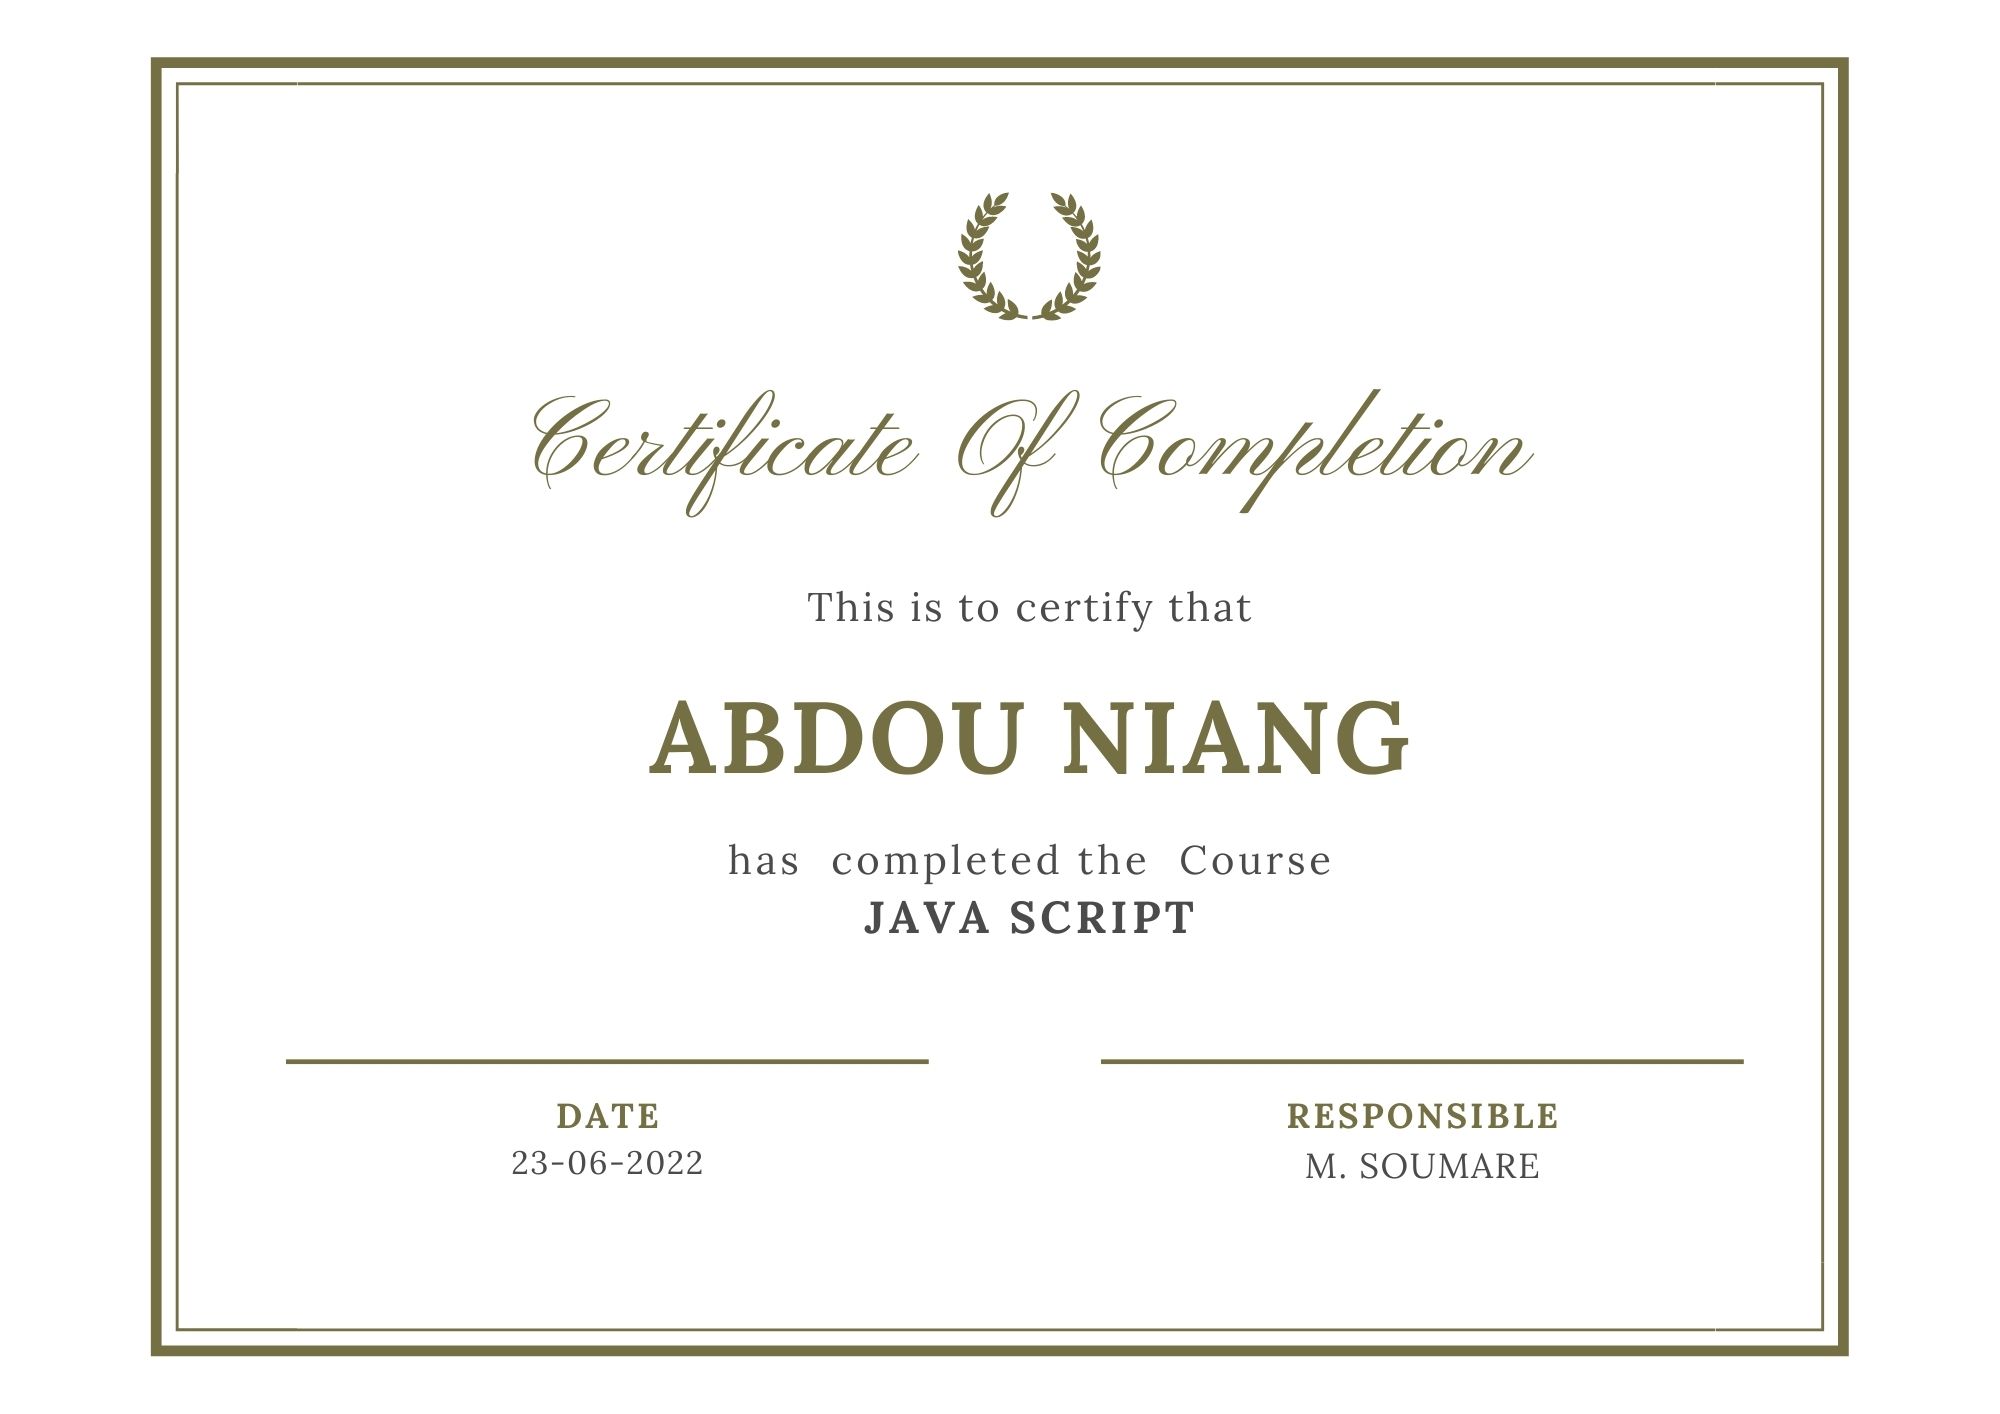 Certificate Of Completion
This is to certify that
ABDOU NIANG
has completed the Course
JAVA SCRIPT
DATE
23-06-2022
RESPONSIBLE
M. SOUMARE